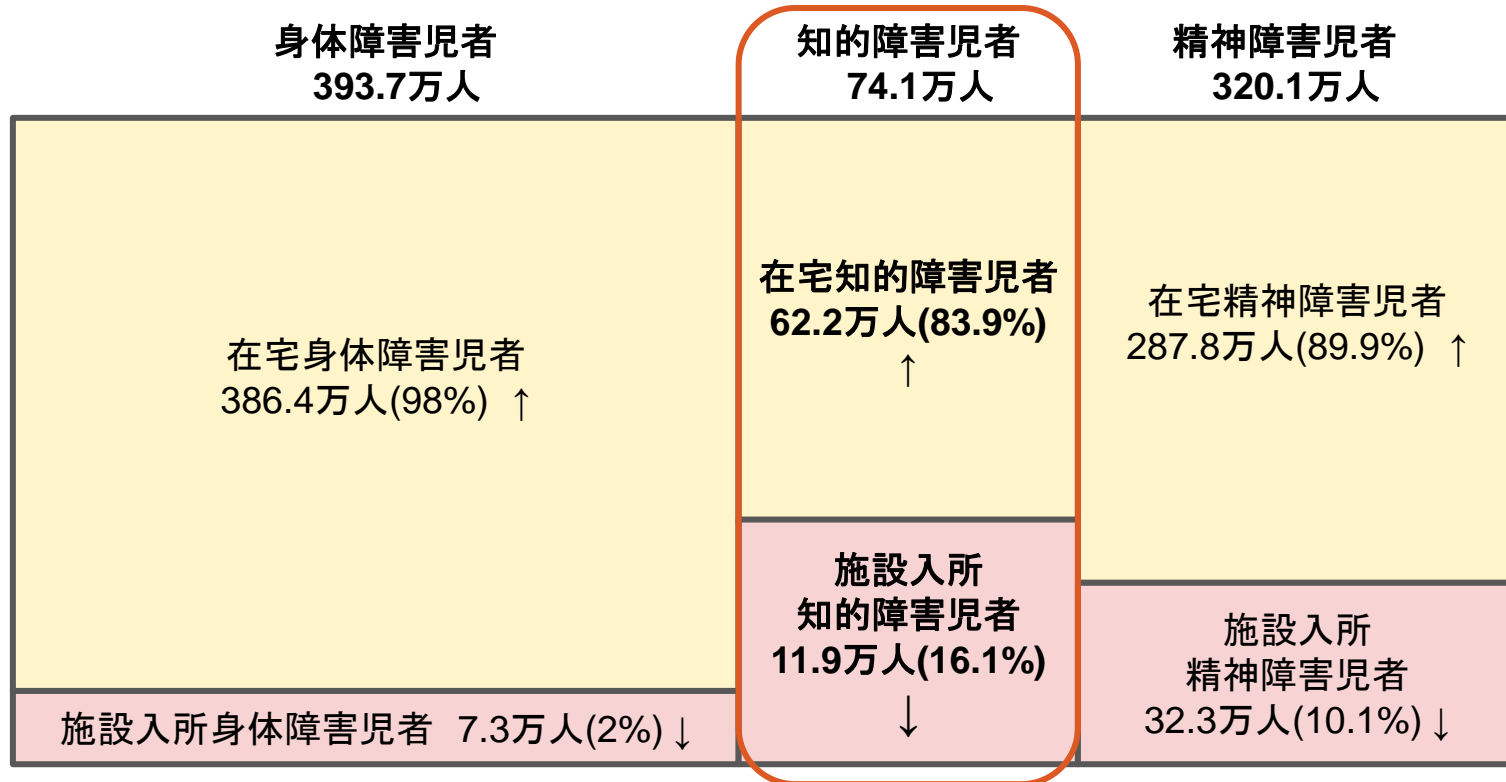 身体障害児者
393.7万人
知的障害児者
74.1万人
精神障害児者
320.1万人
在宅身体障害児者
386.4万人(98%) ↑
在宅知的障害児者
62.2万人(83.9%)
↑
在宅精神障害児者
287.8万人(89.9%) ↑
施設入所身体障害児者 7.3万人(2%)↓
施設入所
知的障害児者
11.9万人(16.1%)
↓
施設入所
精神障害児者
32.3万人(10.1%)↓